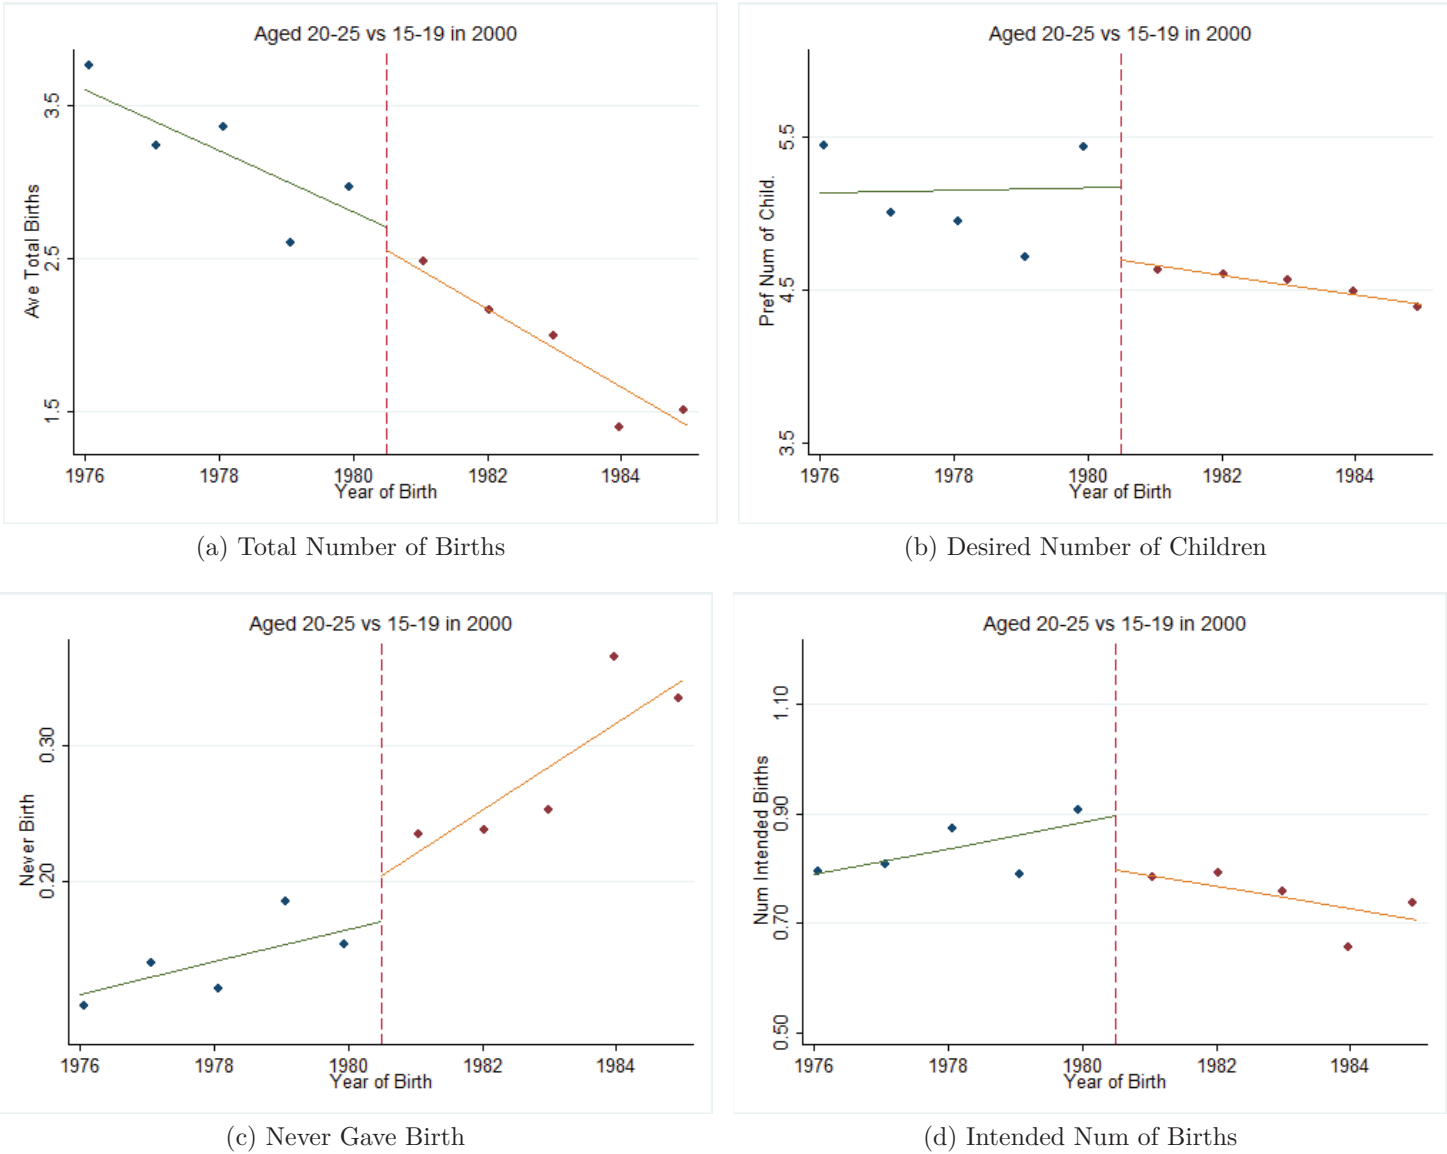 Aged 20-25 vs 15-19 in 2000
Ave Total Births
3.5
2.5
1.5
1976 1978 1980 1982 1984
Year of Birth
(a) Total Number of Births
Aged 20-25 vs 15-19 in 2000
Pref Num of Child.
5.5
4.5
3.5
1976 1978 1980 1982 1984
Year of Birth
(b) Desired Number of Children
Aged 20-25 vs 15-19 in 2000
Never Birth
0.30
0.20
1976 1978 1980 1982 1984
Year of Birth
(c) Never Gave Birth
Aged 20-25 vs 15-19 in 2000
Num Intended Births
1.10
0.90
0.70
0.50
1976 1978 1980 1982 1984
Year of Birth
(d) Intended Num of Births